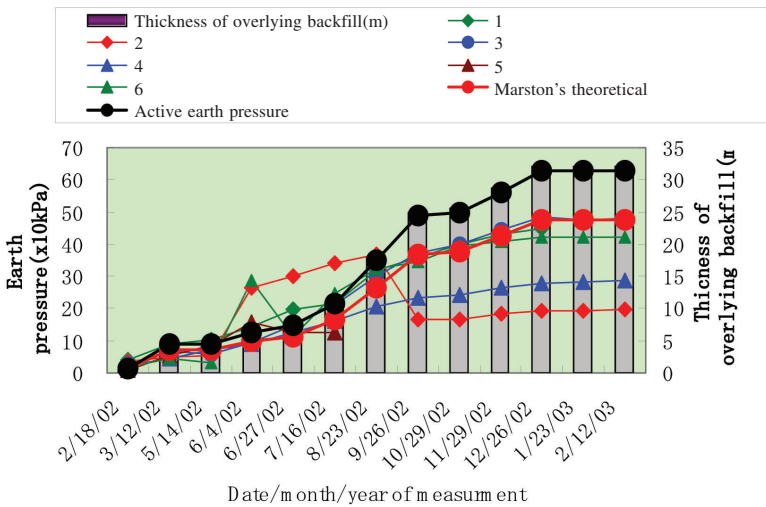 Thickness of overlying backfill(m) 1
2 3
4 5
6 Marston's theoretical
Active earth pressure
70 35
60 30
50 25
40 20
30 15
20 10
10 5
0 0
Earth
pressure(x10kPa)
Thicness of
overlying backfill(m
2/18/02 3/12/02 5/14/02 6/4/02 6/27/02 7/16/02 8/23/02 9/26/02 10/29/02 11/29/02 12/26/02 1/23/03 2/12/03
Date/month/year of measurment